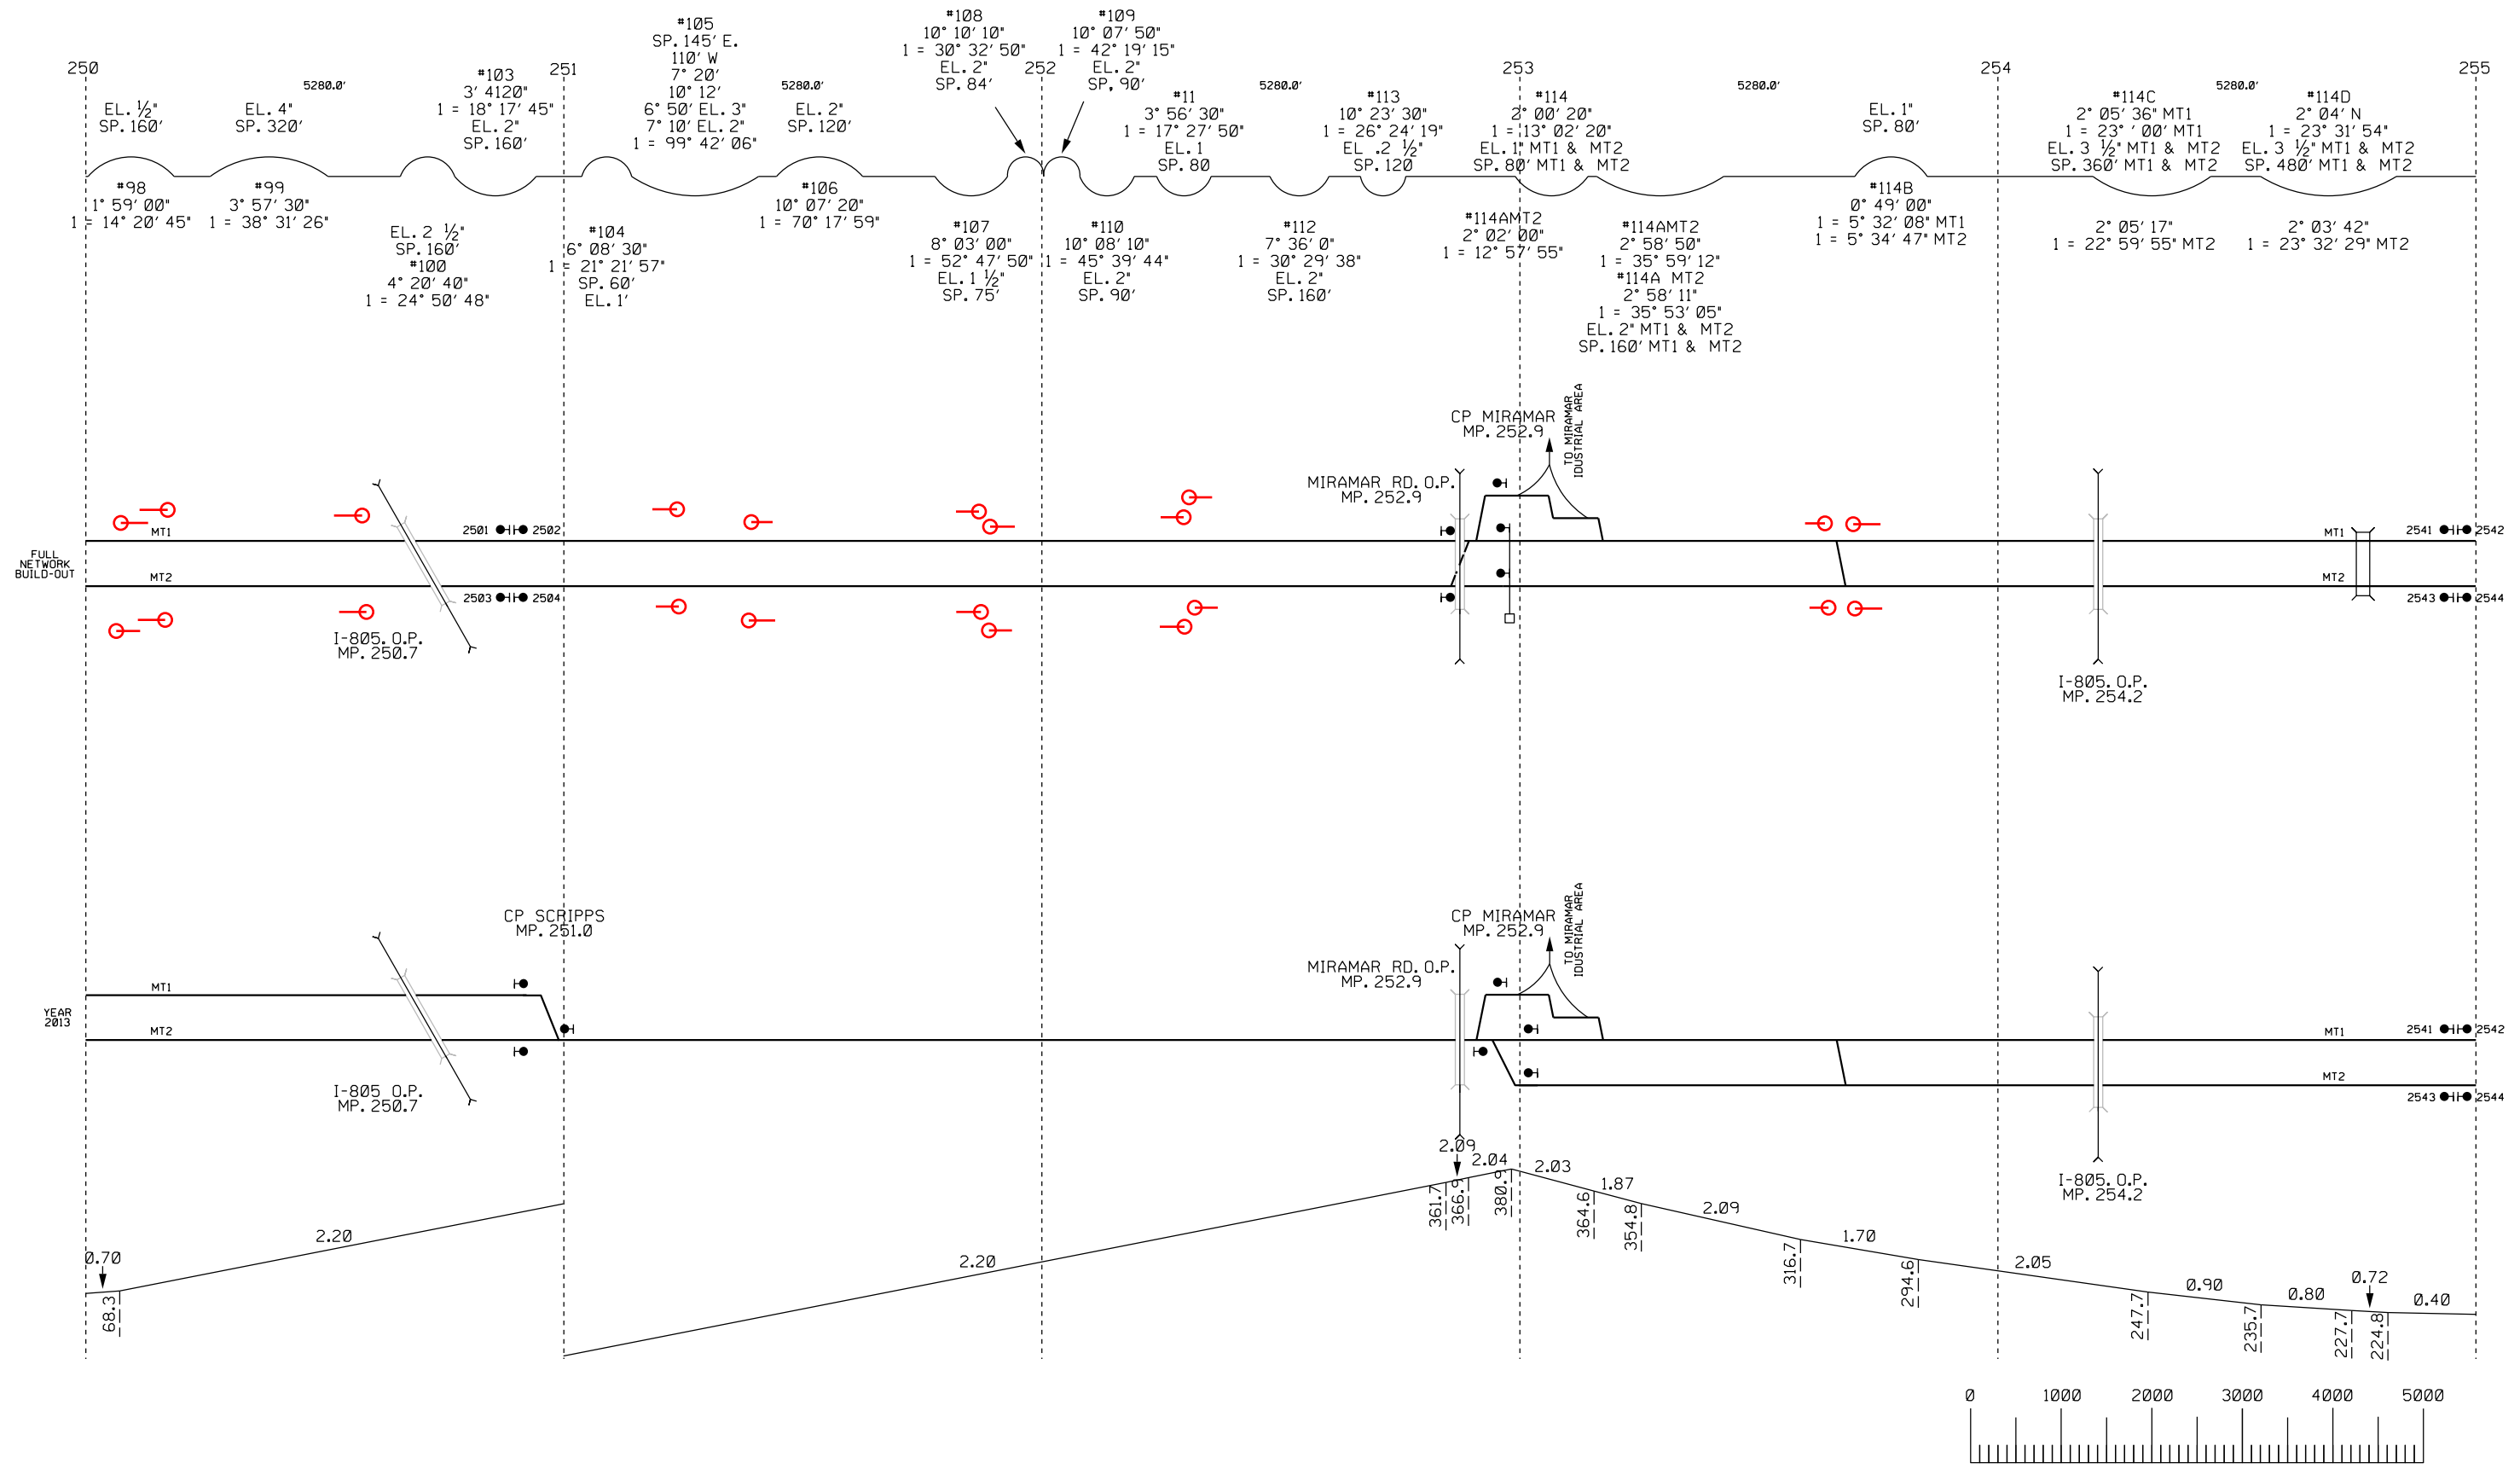 250
251
252
253
254
255
5280.0'
5280.0'
5280.0'
5280.0'
5280.0'
EL. ½"
SP. 160'
#98
1° 59' 00"
1 = 14° 20' 45"
EL. 4"
SP. 320'
#99
3° 57' 30"
1 = 38° 31' 26"
EL. 2 ½"
SP. 160'
#100
4° 20' 40"
1 = 24° 50' 48"
#103
3' 4120"
1 = 18° 17' 45"
EL. 2"
SP. 160'
#104
6° 08' 30"
1 = 21° 21' 57"
SP. 60'
EL. 1'
#105
SP. 145' E.
110' W
7° 20'
10° 12'
6° 50' EL. 3"
7° 10' EL. 2"
1 = 99° 42' 06"
EL. 2"
SP. 120'
#106
10° 07' 20"
1 = 70° 17' 59"
#107
8° 03' 00"
1 = 52° 47' 50"
EL. 1 ½"
SP. 75'
#108
10° 10' 10"
1 = 30° 32' 50"
EL. 2"
SP. 84'
#109
10° 07' 50"
1 = 42° 19' 15"
EL. 2"
SP, 90'
#110
10° 08' 10"
1 = 45° 39' 44"
EL. 2"
SP. 90'
#11
3° 56' 30"
1 = 17° 27' 50"
EL. 1
SP. 80
#112
7° 36' 0"
1 = 30° 29' 38"
EL. 2"
SP. 160'
#113
10° 23' 30"
1 = 26° 24' 19"
EL .2 ½"
SP. 120
#114
2° 00' 20"
1 = 13° 02' 20"
EL. 1" MT1 & MT2
SP. 80' MT1 & MT2
#114AMT2
2° 02' 00"
1 = 12° 57' 55"
#114AMT2
2° 58' 50"
1 = 35° 59' 12"
#114A MT2
2° 58' 11"
1 = 35° 53' 05"
EL. 2" MT1 & MT2
SP. 160' MT1 & MT2
EL. 1"
SP. 80'
#114B
0° 49' 00"
1 = 5° 32' 08" MT1
1 = 5° 34' 47" MT2
#114C
2° 05' 36" MT1
1 = 23° ' 00' MT1
EL. 3 ½" MT1 & MT2
SP. 360' MT1 & MT2
2° 05' 17"
1 = 22° 59' 55" MT2
#114D
2° 04' N
1 = 23° 31' 54"
EL. 3 ½" MT1 & MT2
SP. 480' MT1 & MT2
2° 03' 42"
1 = 23° 32' 29" MT2
FULL
NETWORK
BUILD-OUT
MT1
MT2
I-805. O.P.
MP. 250.7
2501
2502
2503
2504
MIRAMAR RD. O.P.
MP. 252.9
CP MIRAMAR
MP. 252.9
TO MIRAMAR
IDUSTRIAL AREA
I-805. O.P.
MP. 254.2
MT1
MT2
2541
2542
2543
2544
YEAR
2013
MT1
MT2
I-805 O.P.
MP. 250.7
CP SCRIPPS
MP. 251.0
MIRAMAR RD. O.P.
MP. 252.9
CP MIRAMAR
MP. 252.9
TO MIRAMAR
IDUSTRIAL AREA
I-805. O.P.
MP. 254.2
MT1
MT2
2541
2542
2543
2544
0.70
68.3
2.20
2.20
2.09
361.7
366.9
2.04
380.9
2.03
364.6
1.87
354.8
2.09
316.7
1.70
294.6
2.05
247.7
0.90
235.7
0.80
227.7
0.72
224.8
0.40
0 1000 2000 3000 4000 5000